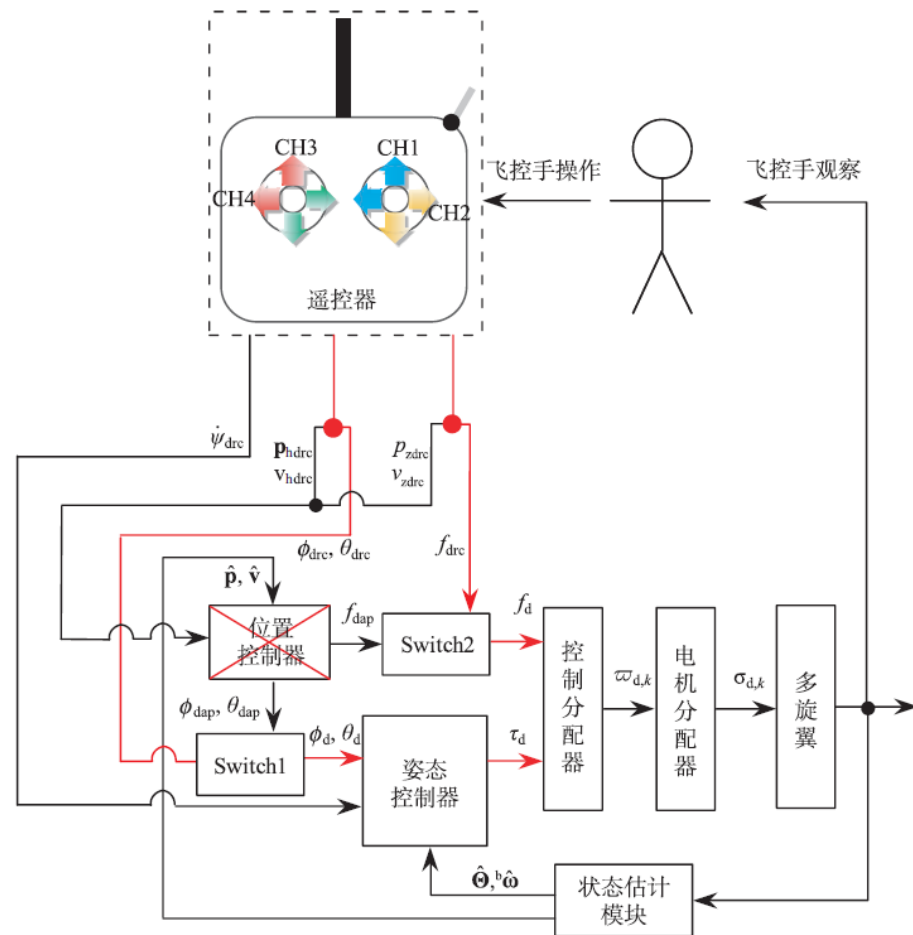 CH3
CH1
CH4
CH2
遥控器
飞控手操作
飞控手观察
ψ̇drc
phdrc
vhdrc
pzdrc
vzdrc
ϕdrc, θdrc
fdrc
p̂, v̂
位置
控制器
fdap
Switch2
fd
控制分配器
ϖd,k
电机分配器
σd,k
多旋翼
ϕdap, θdap
Switch1
ϕd, θd
姿态
控制器
τd
Θ̂,ᵇω̂
状态估计
模块